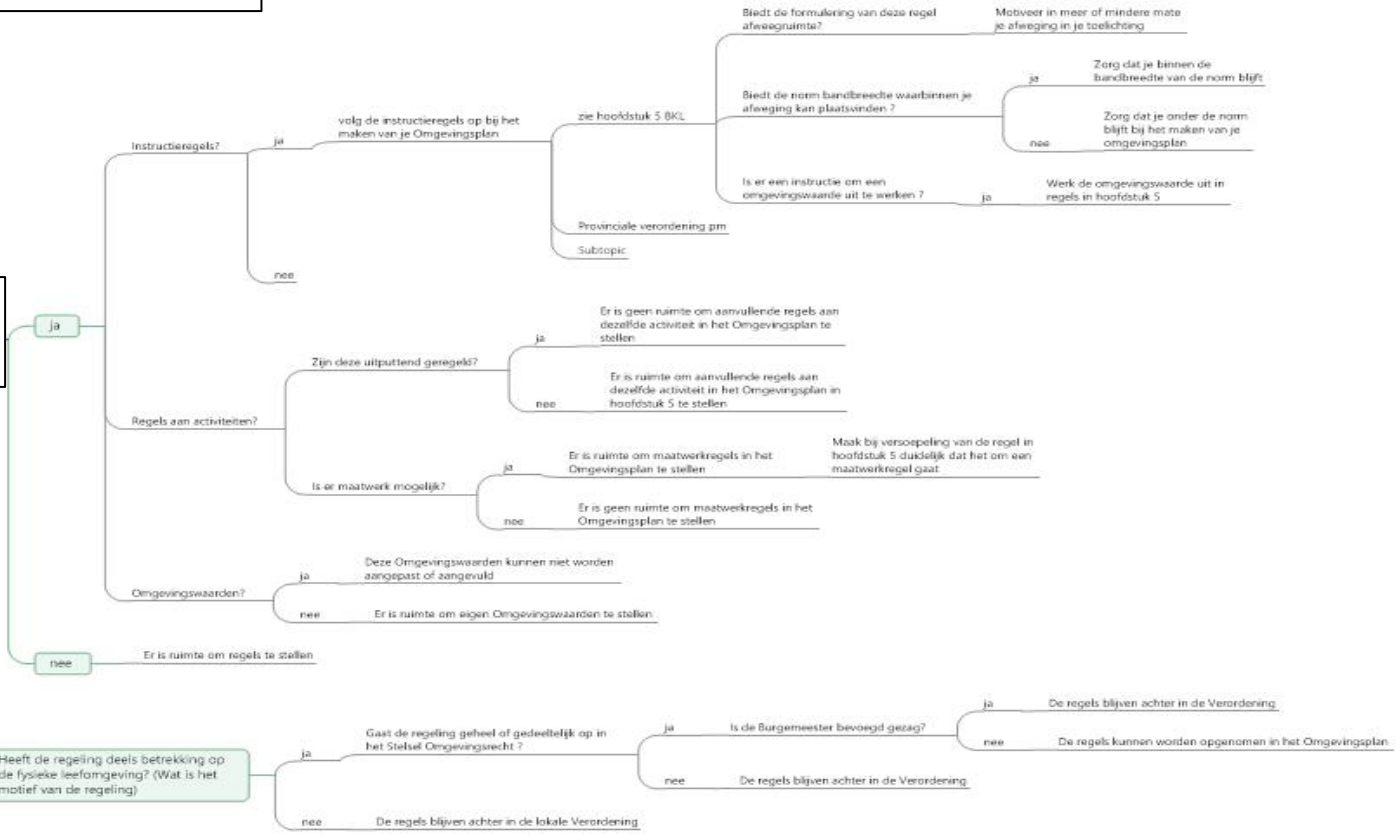 Biedt de formulering van deze regel
afweegruimte?
Motiveer in meer of mindere mate
je afweging in je toelichting
Zorg dat je binnen de
bandbreedte van de norm blijft
ja
Biedt de norm bandbreedte waarbinnen je
afweging kan plaatsvinden ?
Zorg dat je onder de norm
blijft bij het maken van je
omgevingsplan
nee
volg de instructieregels op bij het
maken van je Omgevingsplan
zie hoofdstuk 5 BKL
Instructieregels?
ja
Is er een instructie om een
omgevingswaarde uit te werken ?
ja
Werk de omgevingswaarde uit in
regels in hoofdstuk 5
Provinciale verordening pm
Subtopic
nee
ja
Er is geen ruimte om aanvullende regels aan
dezelfde activiteit in het Omgevingsplan te
stellen
ja
Zijn deze uitputtend geregeld?
Er is ruimte om aanvullende regels aan
dezelfde activiteit in het Omgevingsplan in
hoofdstuk 5 te stellen
nee
Regels aan activiteiten?
Er is ruimte om maatwerkregels in het
Omgevingsplan te stellen
ja
Maak bij versoepeling van de regel in
hoofdstuk 5 duidelijk dat het om een
maatwerkregel gaat
Is er maatwerk mogelijk?
Er is geen ruimte om maatwerkregels in het
Omgevingsplan te stellen
nee
Deze Omgevingswaarden kunnen niet worden
aangepast of aangevuld
ja
Omgevingswaarden?
nee
Er is ruimte om eigen Omgevingswaarden te stellen
nee
Er is ruimte om regels te stellen
Heeft de regeling deels betrekking op
de fysieke leefomgeving? (Wat is het
motief van de regeling)
ja
Gaat de regeling geheel of gedeeltelijk op in
het Stelsel Omgevingsrecht ?
ja
Is de Burgemeester bevoegd gezag?
ja
De regels blijven achter in de Verordening
nee
De regels kunnen worden opgenomen in het Omgevingsplan
nee
De regels blijven achter in de Verordening
nee
De regels blijven achter in de lokale Verordening